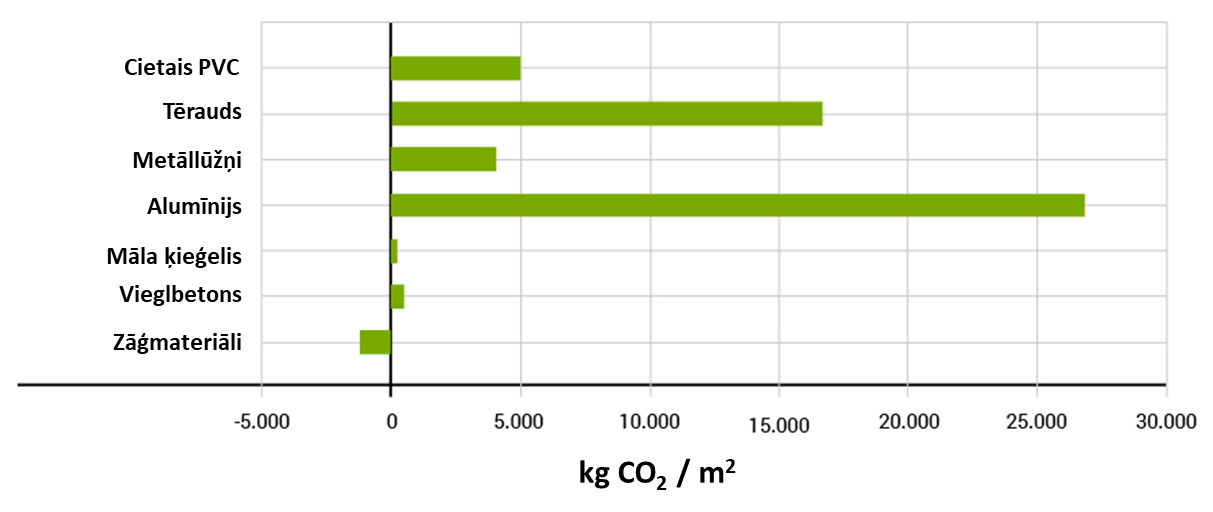 Cietais PVC
Tērauds
Metāllūžņi
Alumīnijs
Māla ķieģelis
Vieglbetons
Zāģmateriāli
-5.000 0 5.000 10.000 15.000 20.000 25.000 30.000
kg CO₂ / m²